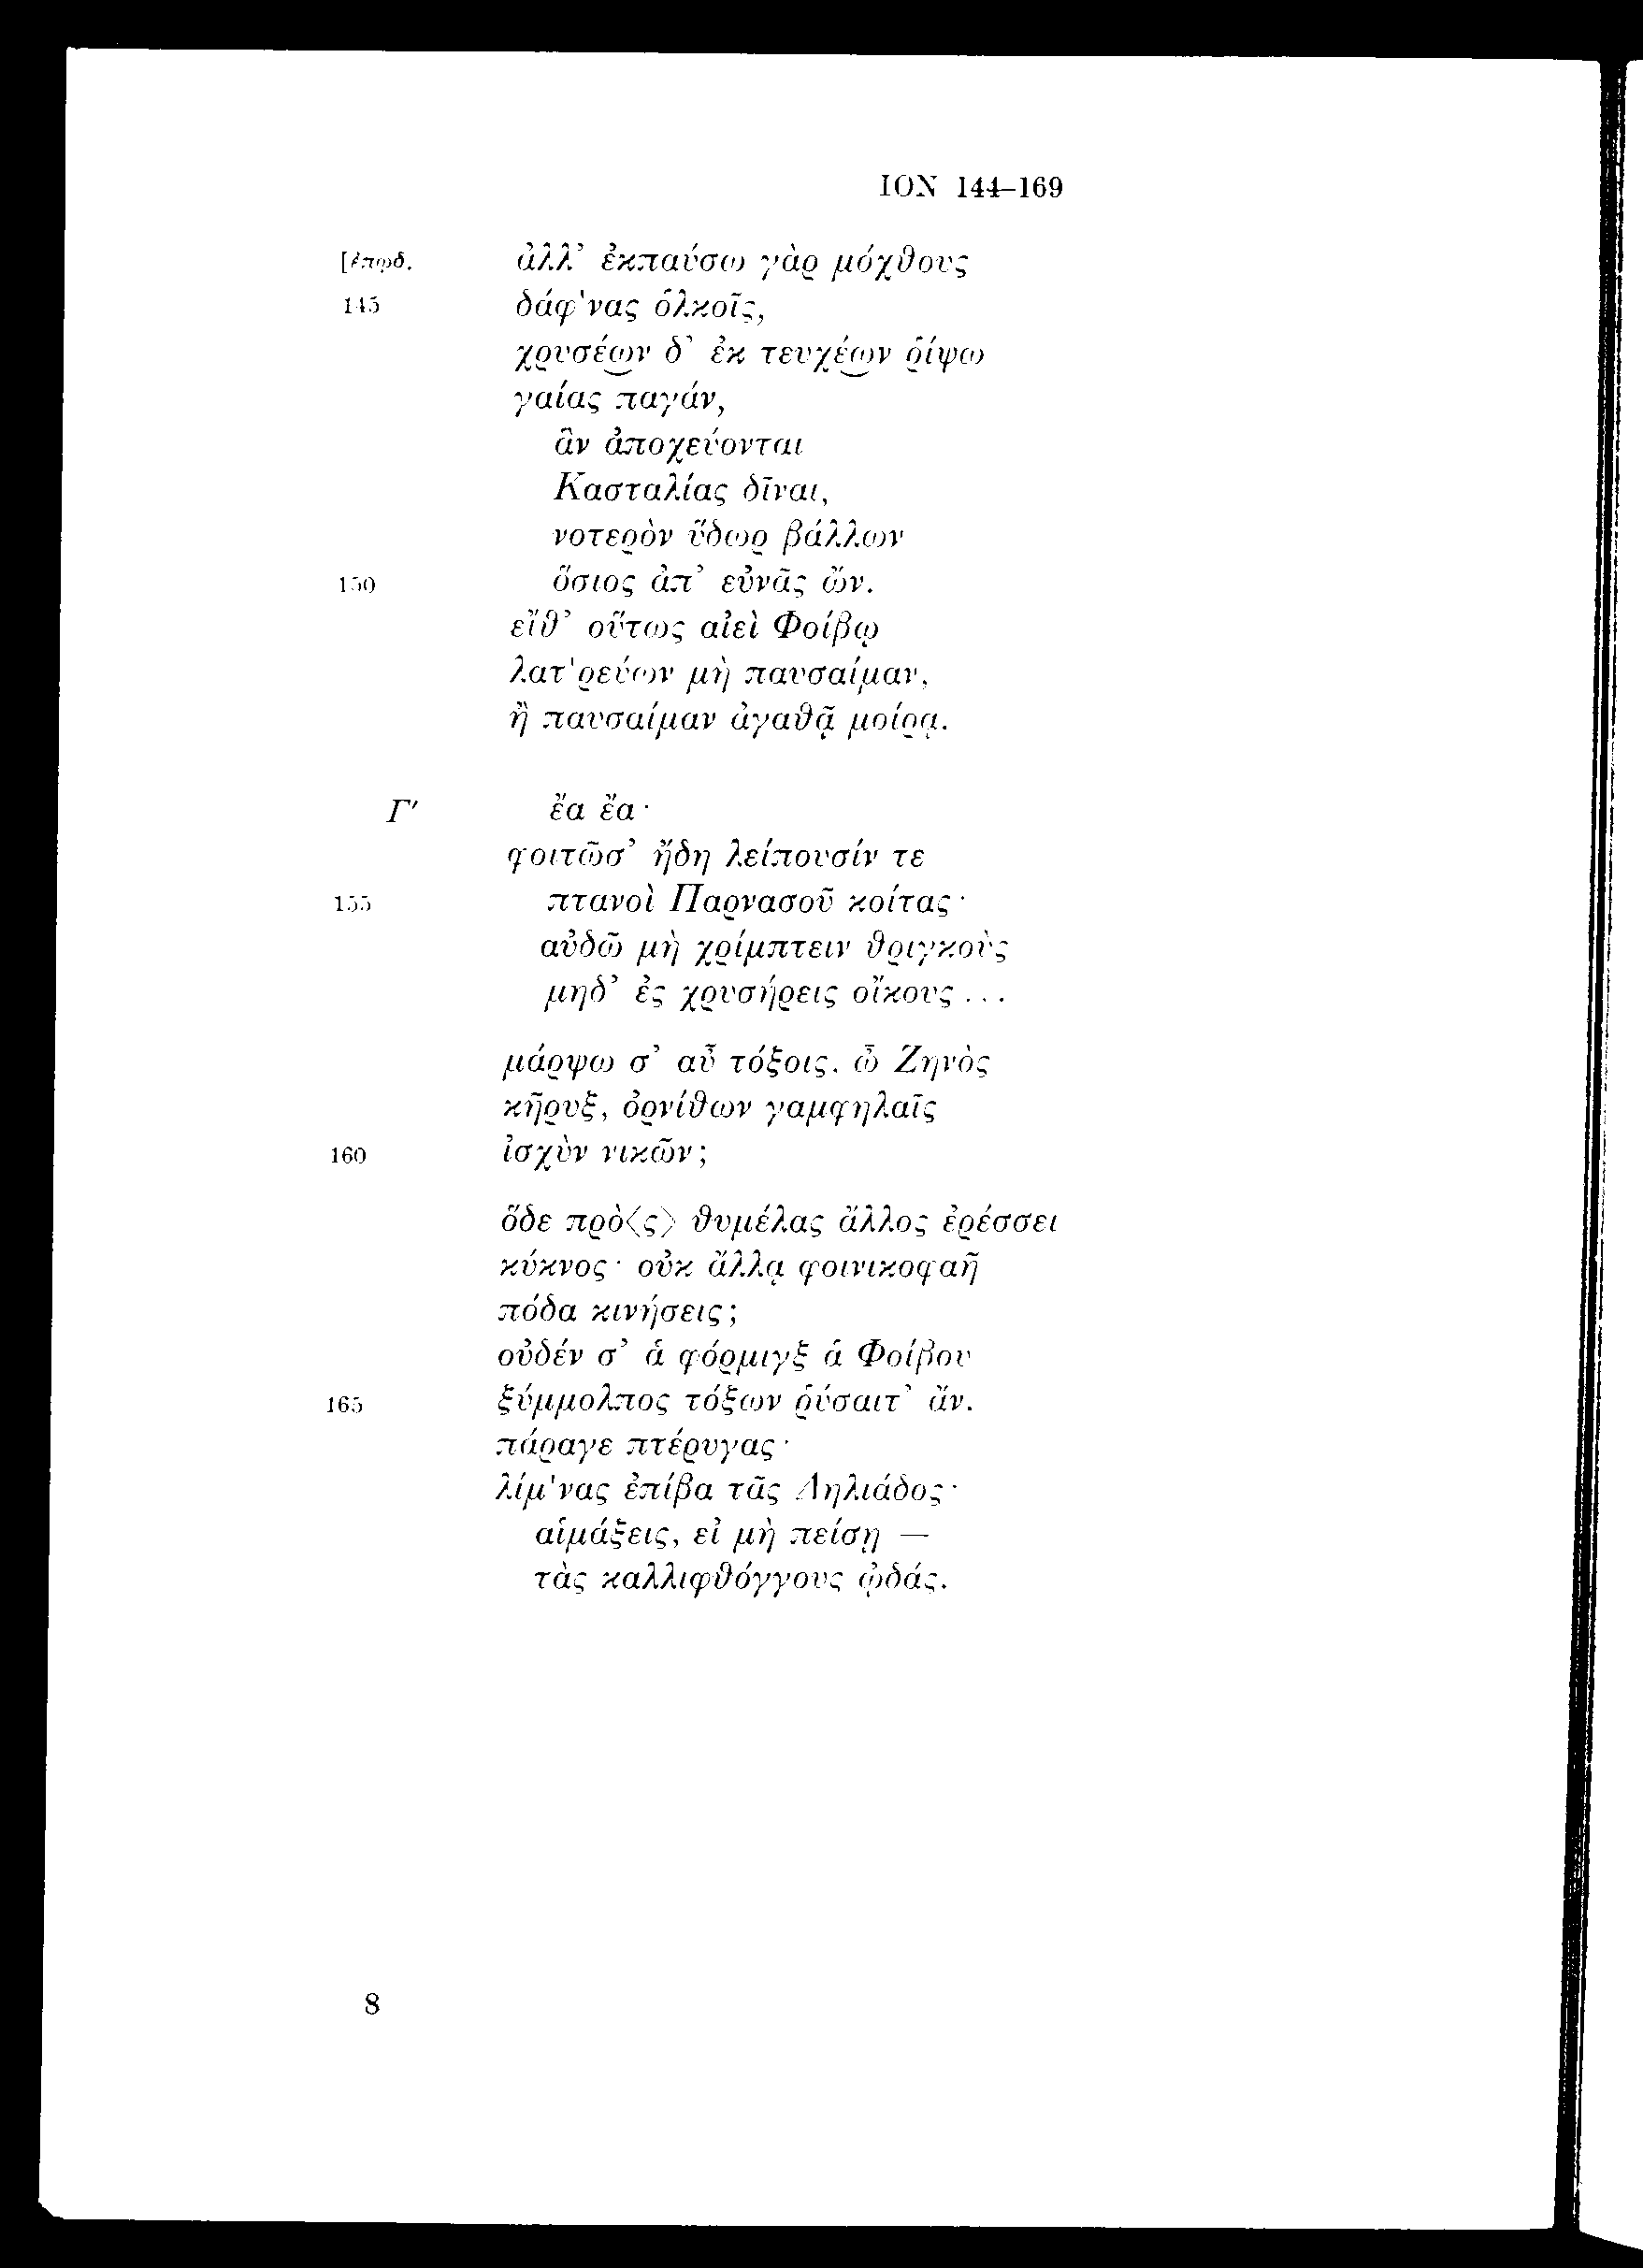 ΙΟΝ 144–169
[ἐπῳδ. ἀλλ’ ἐκπαύσω γὰρ μόχθους
145 δάφ'νας ὁλκοῖς,
χρυσέω͜ν δ’ ἐκ τευχέω͜ν ῥίψω
γαίας παγάν,
ἃν ἀποχεύονται
Κασταλίας δῖναι,
νοτερὸν ὕδωρ βάλλων
150 ὅσιος ἀπ’ εὐνᾶς ὤν.
εἴθ’ οὕτως αἰεὶ Φοίβῳ
λατ'ρεύων μὴ παυσαίμαν,
ἢ παυσαίμαν ἀγαθᾷ μοίρᾳ.
Γ′ ἔα ἔα·
φοιτῶσ’ ἤδη λείπουσίν τε
155 πτανοὶ Παρνασοῦ κοίτας·
αὐδῶ μὴ χρίμπτειν θριγκοὺς
μηδ’ ἐς χρυσήρεις οἴκους ...
μάρψω σ’ αὖ τόξοις, ὦ Ζηνὸς
κῆρυξ, ὀρνίθων γαμφηλαῖς
160 ἰσχὺν νικῶν;
ὅδε πρὸ⟨ς⟩ θυμέλας ἄλλος ἐρέσσει
κύκνος· οὐκ ἄλλᾳ φοινικοφαῆ
πόδα κινήσεις;
οὐδέν σ’ ἁ φόρμιγξ ἁ Φοίβου
165 ξύμμολπος τόξων ῥύσαιτ’ ἄν.
πάραγε πτέρυγας·
λίμ'νας ἐπίβα τᾶς Δηλιάδος·
αἱμάξεις, εἰ μὴ πείσῃ —
τὰς καλλιφθόγγους ᾠδάς.
8